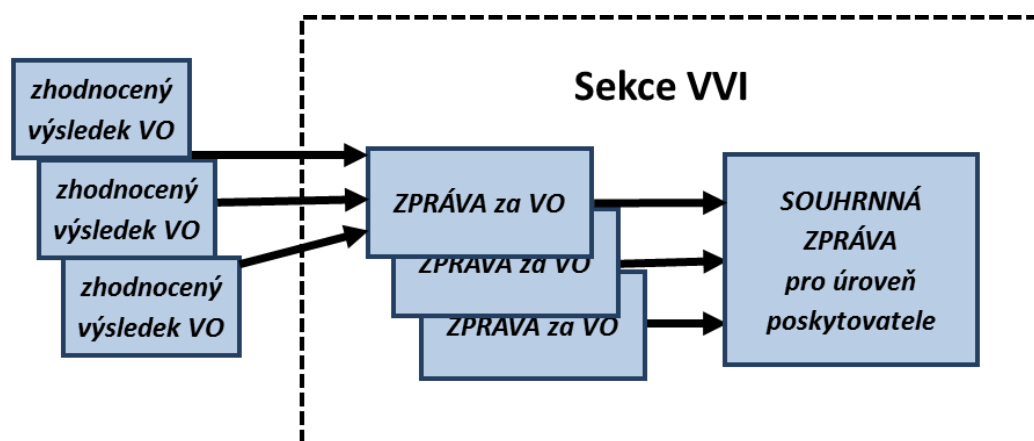 Sekce VVI
zhodnocený
výsledek VO
zhodnocený
výsledek VO
zhodnocený
výsledek VO
ZPRÁVA za VO
ZPRÁVA za VO
ZPRÁVA za VO
SOUHRNNÁ
ZPRÁVA
pro úroveň
poskytovatele